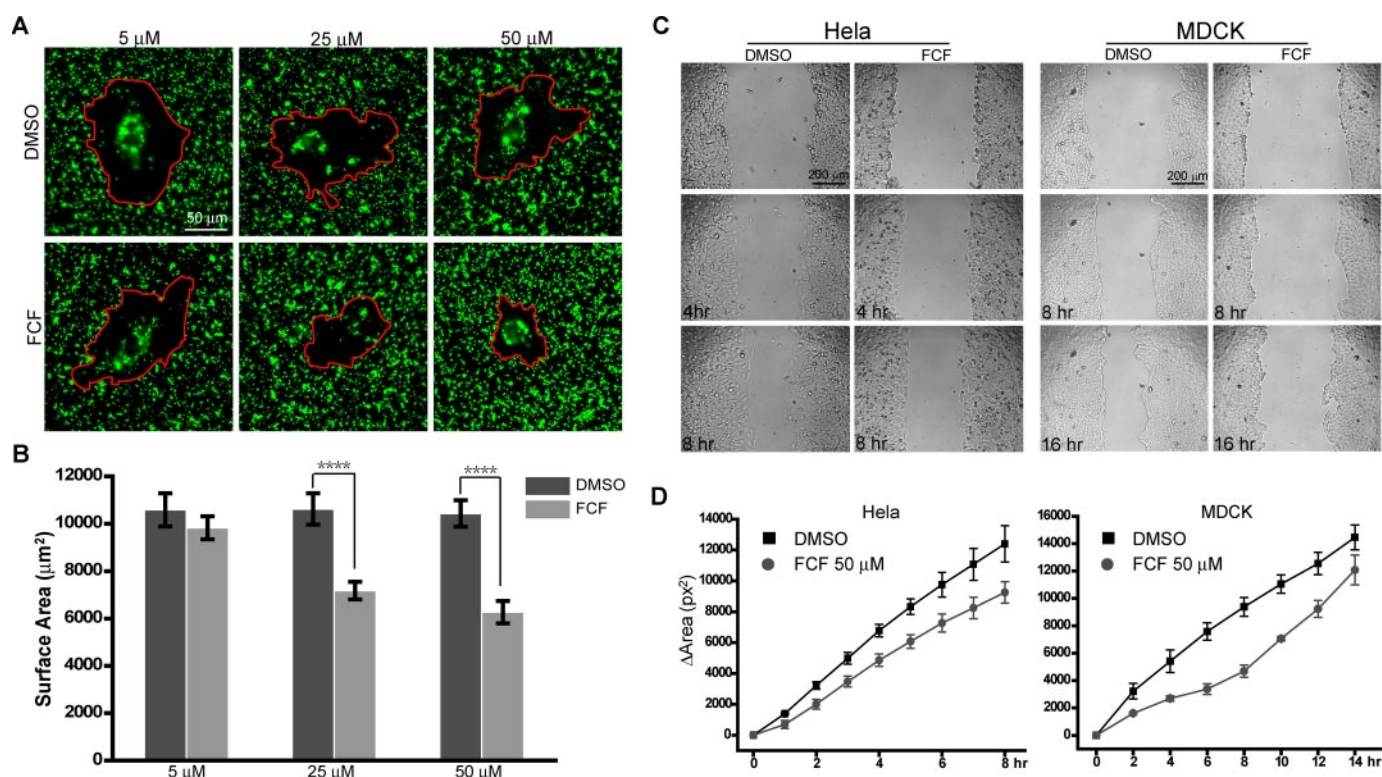 A
5 μM 25 μM 50 μM
DMSO
50 μm
FCF
B
Surface Area (μm²)
12000
10000
8000
6000
4000
2000
0
****
****
DMSO
FCF
5 μM 25 μM 50 μM
C
Hela MDCK
DMSO FCF DMSO FCF
200 μm 200 μm
4hr 4 hr 8 hr 8 hr
8 hr 8 hr 16 hr 16 hr
D
Hela
DMSO
FCF 50 μM
ΔArea (px²)
14000
12000
10000
8000
6000
4000
2000
0
0 2 4 6 8 hr
MDCK
DMSO
FCF 50 μM
16000
14000
12000
10000
8000
6000
4000
2000
0
0 2 4 6 8 10 12 14 hr